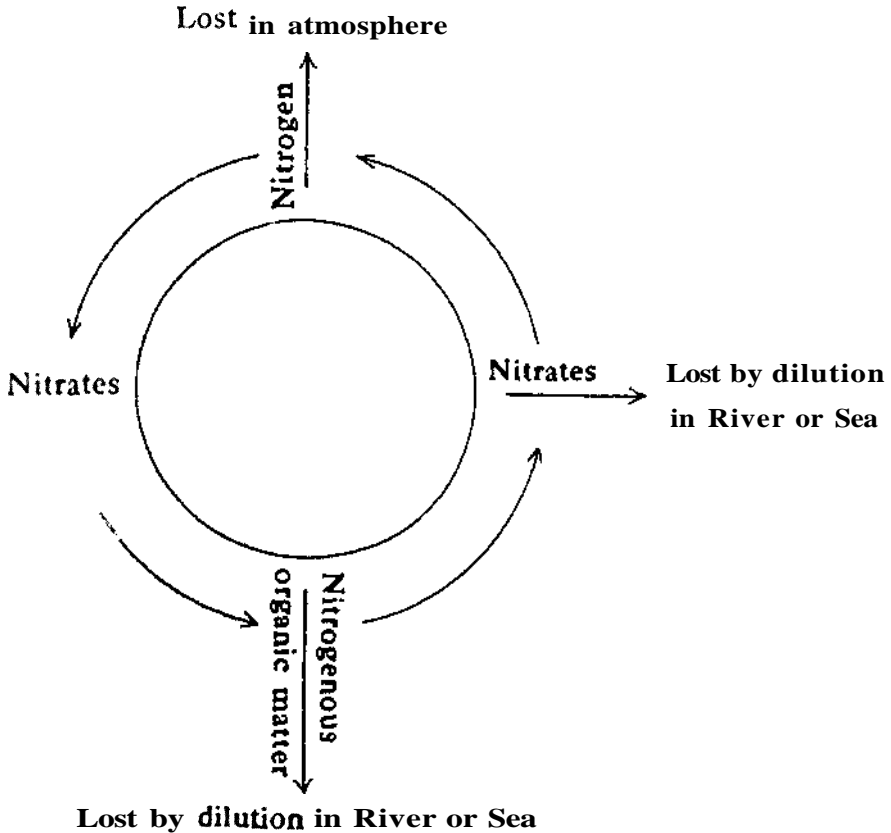 Lost in atmosphere
Nitrogen
Nitrates
Nitrates
Lost by dilution
in River or Sea
Nitrogenous
organic matter
Lost by dilution in River or Sea